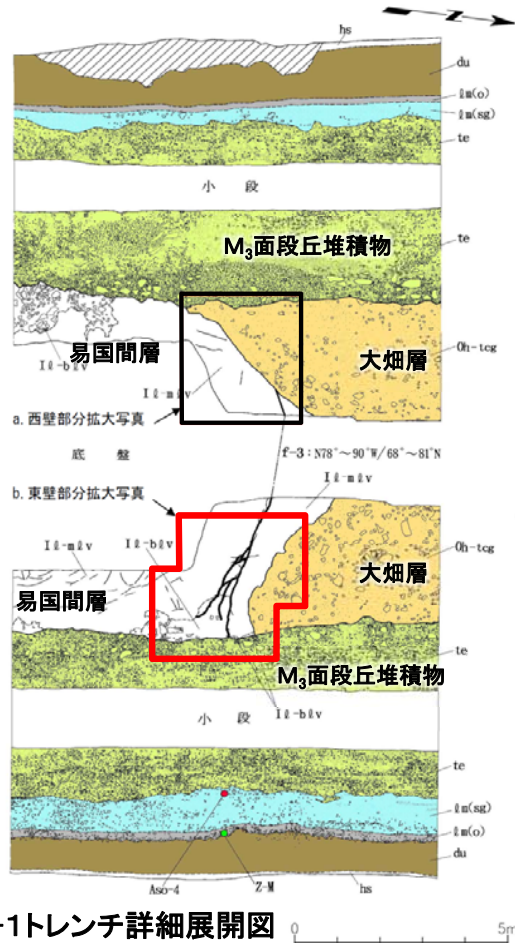 Z
hs
du
ℓm(o)
ℓm(sg)
te
小 段
M₃面段丘堆積物
te
易国間層
大畑層
Oh-tcg
Iℓ-bℓv
Iℓ-mℓv
a. 西壁部分拡大写真
底 盤
f-3：N78°～90°W/68°～81°N
b. 東壁部分拡大写真
Iℓ-mℓv
Iℓ-mℓv
Iℓ-bℓv
Oh-tcg
大畑層
易国間層
te
M₃面段丘堆積物
Iℓ-bℓv
小 段
te
ℓm(sg)
ℓm(o)
du
Aso-4
Z-M
hs
-1トレンチ詳細展開図
0 5m